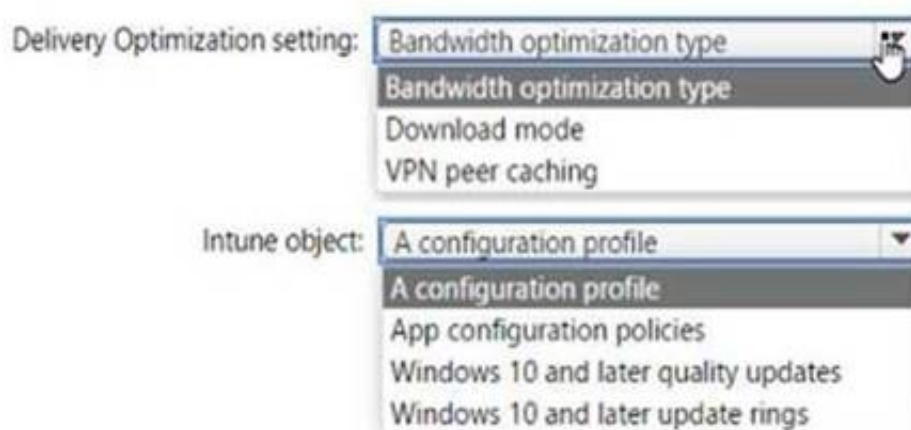 Delivery Optimization setting: Bandwidth optimization type
Bandwidth optimization type
Download mode
VPN peer caching
Intune object: A configuration profile
A configuration profile
App configuration policies
Windows 10 and later quality updates
Windows 10 and later update rings